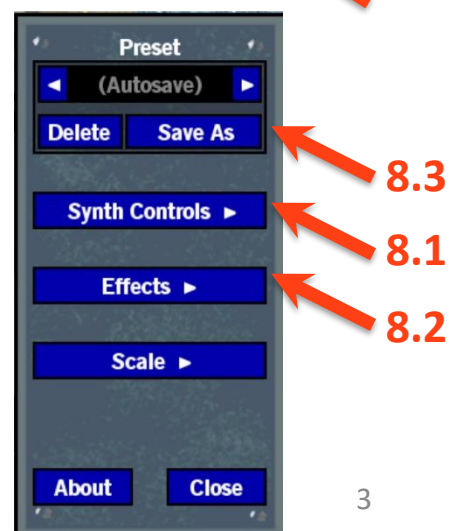 Preset
◄ (Autosave) ►
Delete Save As
8.3
Synth Controls ►
8.1
Effects ►
8.2
Scale ►
About Close
3